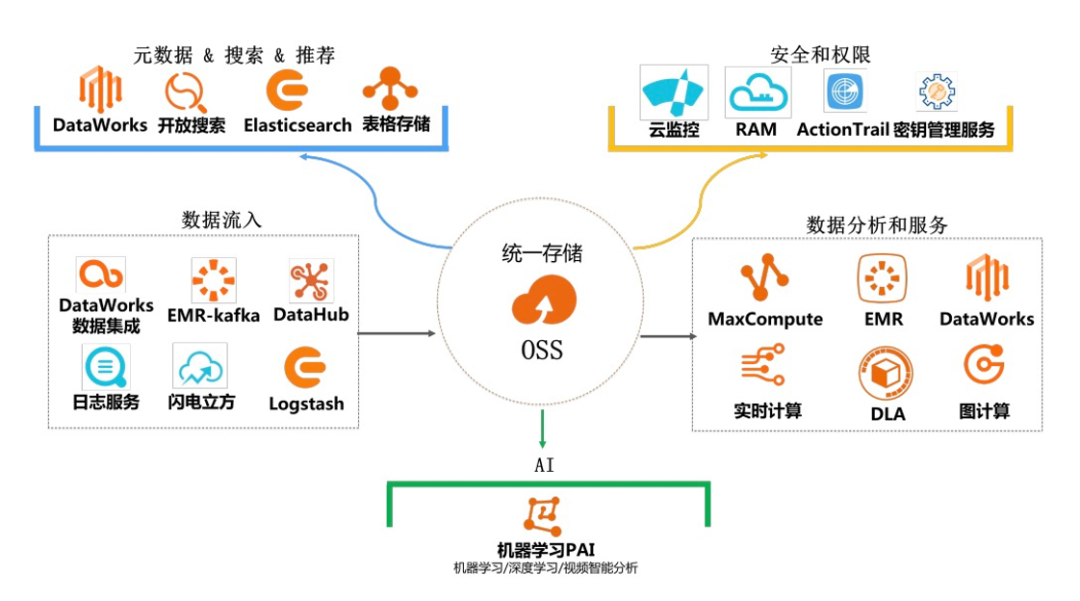 元数据 & 搜索 & 推荐
DataWorks 开放搜索 Elasticsearch 表格存储
安全和权限
云监控 RAM ActionTrail 密钥管理服务
数据流入
DataWorks
数据集成
EMR-kafka
DataHub
日志服务 闪电立方 Logstash
统一存储
OSS
数据分析和服务
MaxCompute EMR DataWorks
实时计算 DLA 图计算
AI
机器学习PAI
机器学习/深度学习/视频智能分析